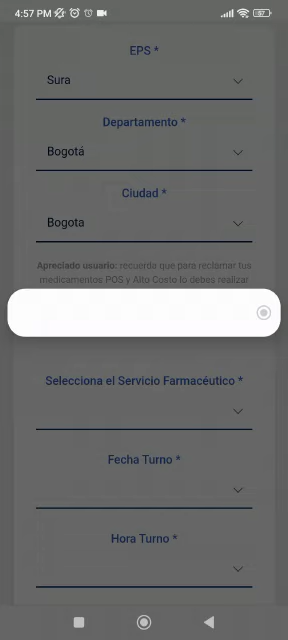 4:57 PM
97
EPS *
Sura
Departamento *
Bogotá
Ciudad *
Bogota
Apreciado usuario: recuerda que para reclamar tus
medicamentos POS y Alto Costo lo debes realizar
Selecciona el Servicio Farmacéutico *
Fecha Turno *
Hora Turno *